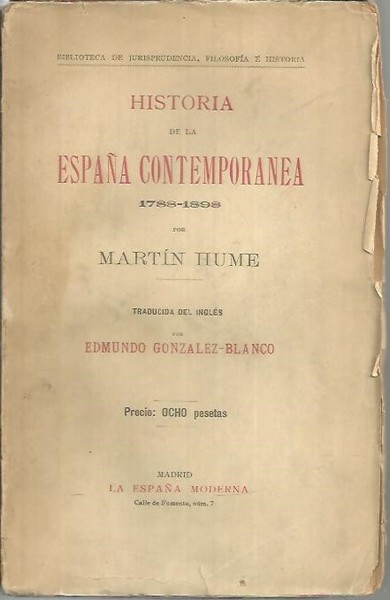 BIBLIOTECA DE JURISPRUDENCIA, FILOSOFÍA É HISTORIA
HISTORIA
DE LA
ESPAÑA CONTEMPORANEA
1788-1898
POR
MARTÍN HUME
TRADUCIDA DEL INGLÉS
POR
EDMUNDO GONZALEZ-BLANCO
Precio: OCHO pesetas
MADRID
LA ESPAÑA MODERNA
Calle de Fomento, núm. 7